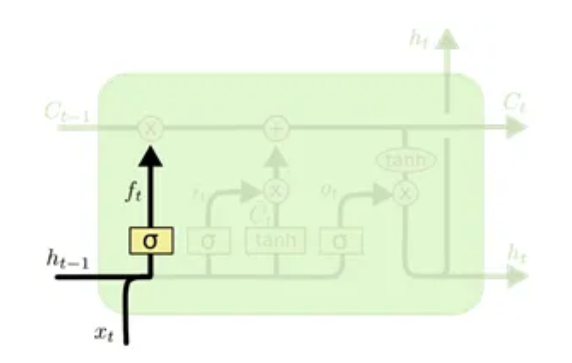 h_t
C_{t-1}
C_t
×
+
tanh
f_t
i_t
×
o_t
×
C̃_t
σ
σ
tanh
σ
h_{t-1}
h_t
x_t